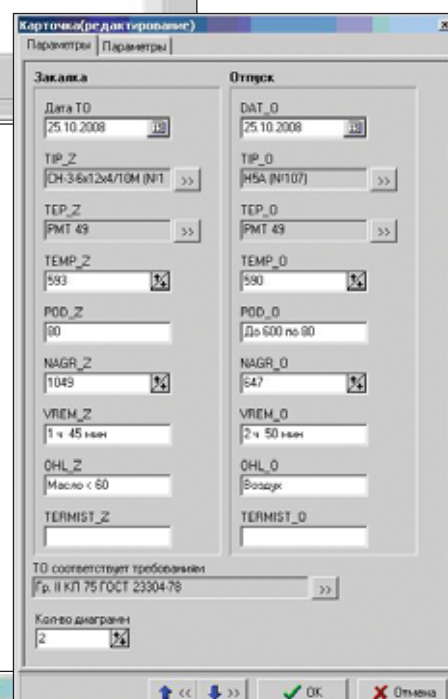 Карточка(редактирование)
Параметры Параметры
Закалка Отпуск
Дата ТО DAT_O
25.10.2008 25.10.2008
TIP_Z TIP_O
СН-3-6х12х4/10М (№1 >> Н5А (№107) >>
TEP_Z TEP_O
РМТ 49 >> РМТ 49 >>
TEMP_Z TEMP_O
593 590
POD_Z POD_O
80 До 600 по 80
NAGR_Z NAGR_O
1049 647
VREM_Z VREM_O
1 ч 45 мин 2 ч 50 мин
OHL_Z OHL_O
Масло < 60 Воздух
TERMIST_Z TERMIST_O
ТО соответствует требованиям
Гр. II КП 75 ГОСТ 23304-78 >>
Кол-во диаграмм
2
<< >> OK Отмена